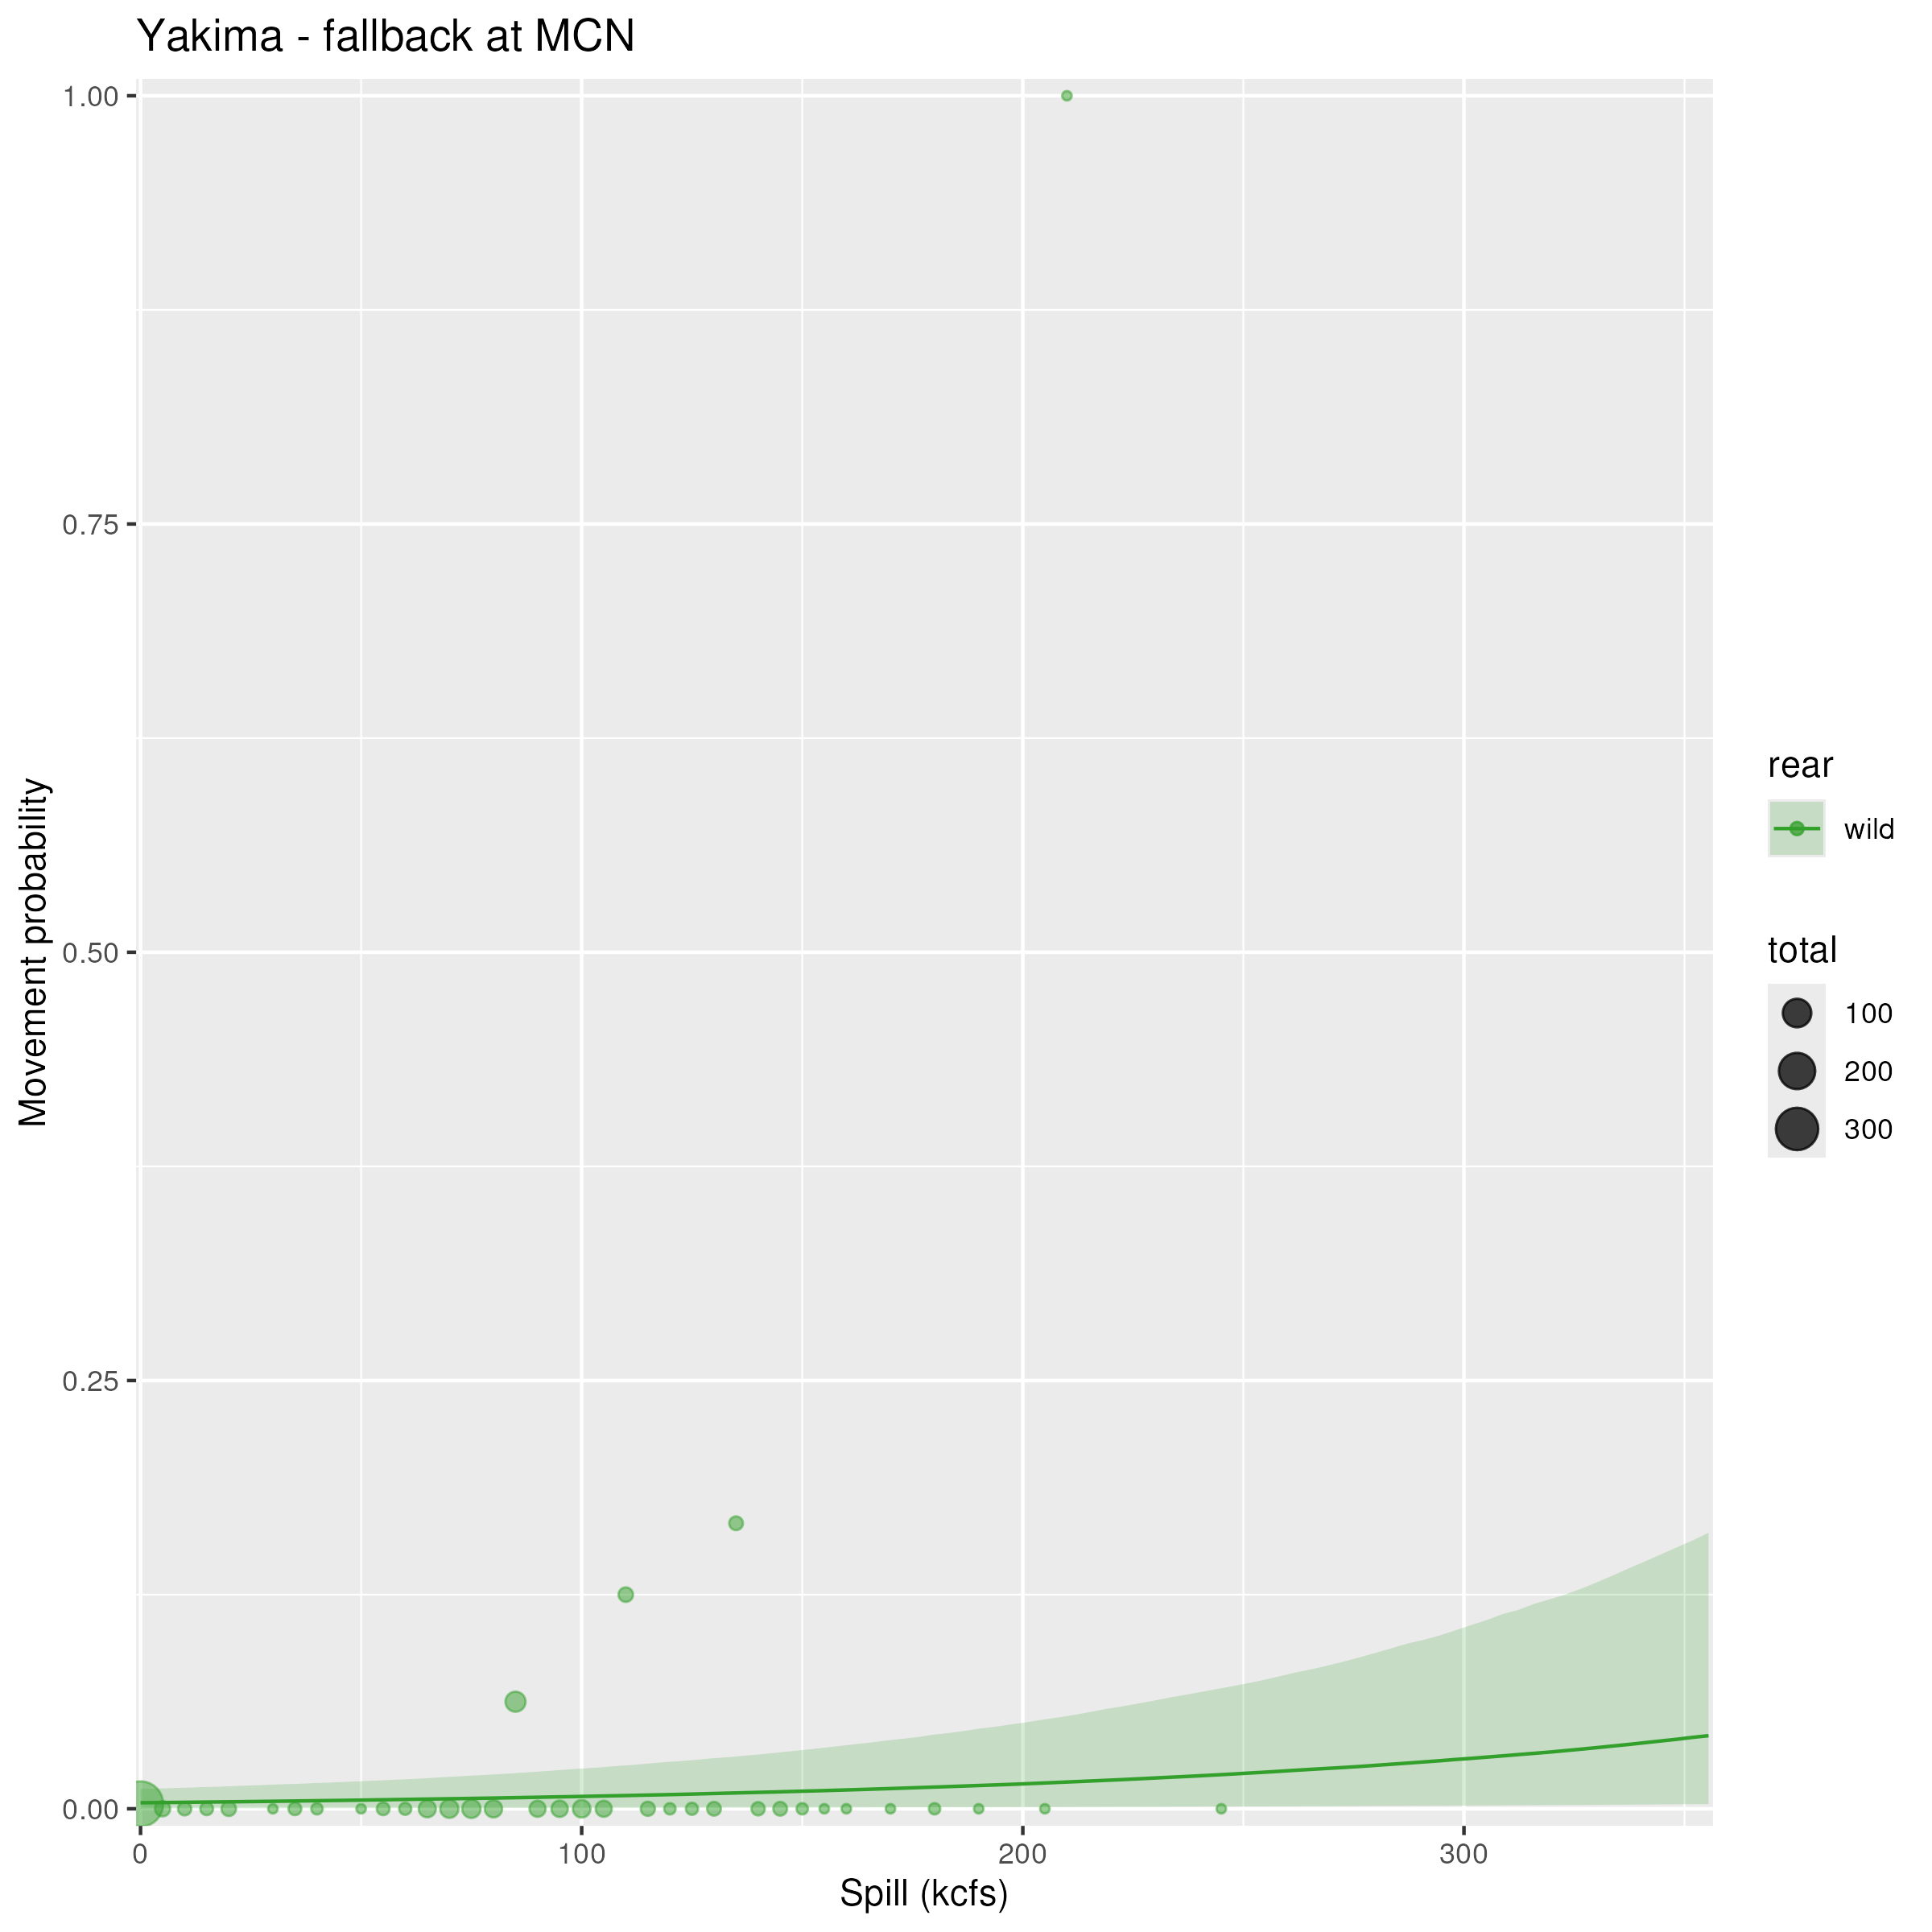 Yakima - fallback at MCN
1.00
0.75
0.50
0.25
0.00
Movement probability
0
100
200
300
Spill (kcfs)
rear
wild
total
100
200
300